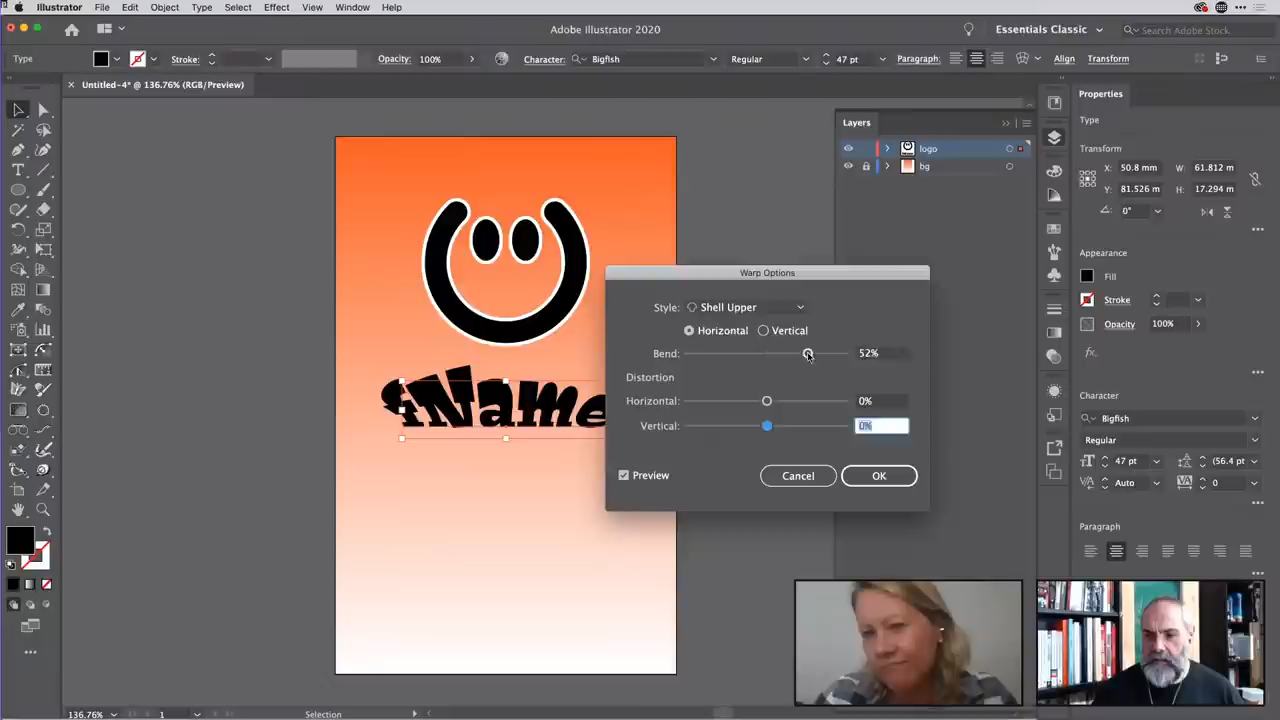 Illustrator File Edit Object Type Select Effect View Window Help
Adobe Illustrator 2020
Essentials Classic
Search Adobe Stock
Type Stroke: Opacity: 100% Character: Bigfish Regular 47 pt Paragraph: Align Transform
× Untitled-4* @ 136.76% (RGB/Preview)
Layers
logo
bg
Properties
Type
Transform
X: 50.8 mm W: 61.812 m
Y: 81.526 m H: 17.294 m
0°
Appearance
Fill
Stroke
Opacity 100%
fx.
Character
Bigfish
Regular
47 pt (56.4 pt
Auto 0
Paragraph
Warp Options
Style: Shell Upper
Horizontal Vertical
Bend: 52%
Distortion
Horizontal: 0%
Vertical: 0%
Preview Cancel OK
Name
136.76% 1 Selection